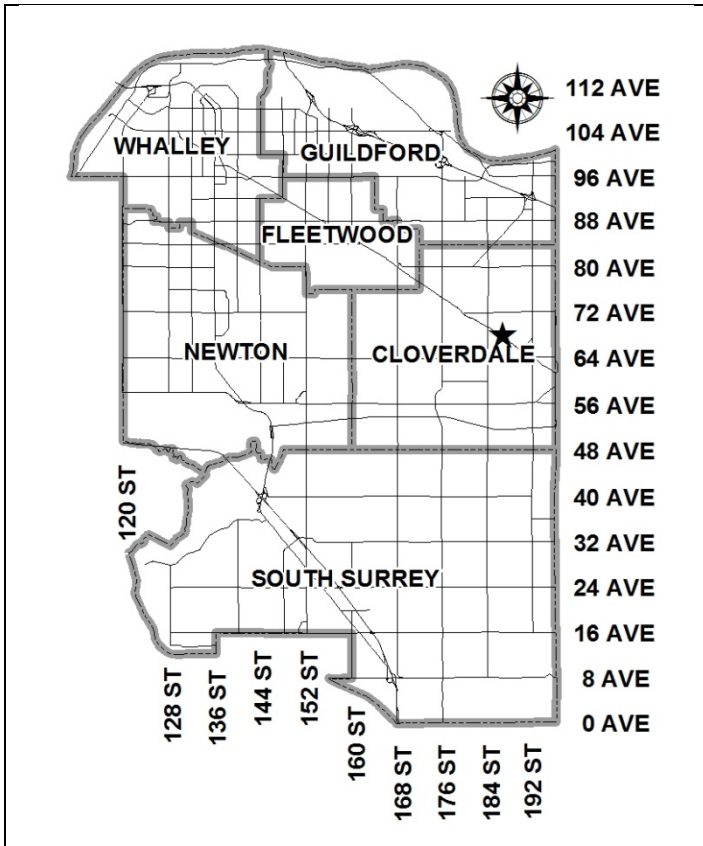 112 AVE
104 AVE
WHALLEY
GUILDFORD
96 AVE
88 AVE
FLEETWOOD
80 AVE
72 AVE
NEWTON
CLOVERDALE
64 AVE
56 AVE
48 AVE
120 ST
40 AVE
32 AVE
SOUTH SURREY
24 AVE
16 AVE
8 AVE
0 AVE
128 ST
136 ST
144 ST
152 ST
160 ST
168 ST
176 ST
184 ST
192 ST